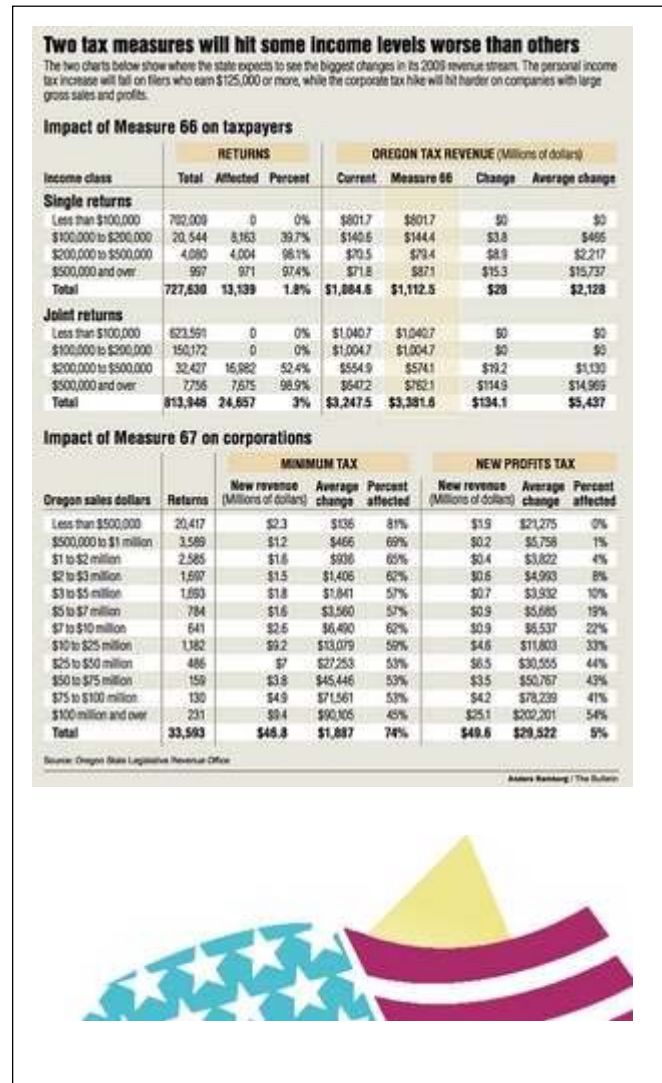 Two tax measures will hit some income levels worse than others
The two charts below show where the state expects to see the biggest changes in its 2009 revenue stream. The personal income
tax increase will fall on filers who earn $125,000 or more, while the corporate tax hike will hit harder on companies with large
gross sales and profits.
Impact of Measure 66 on taxpayers
RETURNS OREGON TAX REVENUE (Millions of dollars)
Income class Total Affected Percent Current Measure 66 Change Average change
Single returns
Less than $100,000 702,009 0 0% $801.7 $801.7 $0 $0
$100,000 to $200,000 20,544 8,163 39.7% $140.6 $144.4 $3.8 $466
$200,000 to $500,000 4,080 4,004 98.1% $70.5 $79.4 $8.9 $2,217
$500,000 and over 997 971 97.4% $71.8 $87.1 $15.3 $15,737
Total 727,630 13,139 1.8% $1,084.6 $1,112.5 $28 $2,128
Joint returns
Less than $100,000 623,591 0 0% $1,040.7 $1,040.7 $0 $0
$100,000 to $200,000 150,172 0 0% $1,004.7 $1,004.7 $0 $0
$200,000 to $500,000 32,427 16,982 52.4% $554.9 $574.1 $19.2 $1,130
$500,000 and over 7,756 7,675 98.9% $647.2 $762.1 $114.9 $14,969
Total 813,946 24,657 3% $3,247.5 $3,381.6 $134.1 $5,437
Impact of Measure 67 on corporations
MINIMUM TAX NEW PROFITS TAX
New revenue Average Percent New revenue Average Percent
Oregon sales dollars Returns (Millions of dollars) change affected (Millions of dollars) change affected
Less than $500,000 20,417 $2.3 $136 81% $1.9 $21,275 0%
$500,000 to $1 million 3,589 $1.2 $466 69% $0.2 $5,758 1%
$1 to $2 million 2,585 $1.6 $936 65% $0.4 $3,822 4%
$2 to $3 million 1,697 $1.5 $1,406 62% $0.6 $4,993 8%
$3 to $5 million 1,693 $1.8 $1,841 57% $0.7 $3,932 10%
$5 to $7 million 784 $1.6 $3,560 57% $0.9 $5,685 19%
$7 to $10 million 641 $2.6 $6,490 62% $0.9 $6,537 22%
$10 to $25 million 1,182 $9.2 $13,079 59% $4.6 $11,803 33%
$25 to $50 million 486 $7 $27,253 53% $6.5 $30,555 44%
$50 to $75 million 159 $3.8 $45,446 53% $3.5 $50,767 43%
$75 to $100 million 130 $4.9 $71,561 53% $4.2 $78,239 41%
$100 million and over 231 $9.4 $90,105 45% $25.1 $202,201 54%
Total 33,593 $46.8 $1,887 74% $49.6 $29,522 5%
Source: Oregon State Legislative Revenue Office
Anders Ramberg / The Bulletin